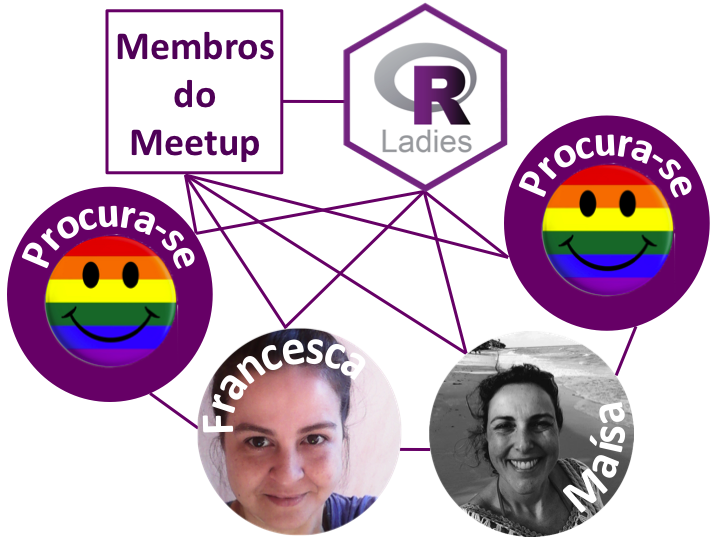 Membros
do
Meetup
R
Ladies
Procura-se
Procura-se
Francesca
Maísa